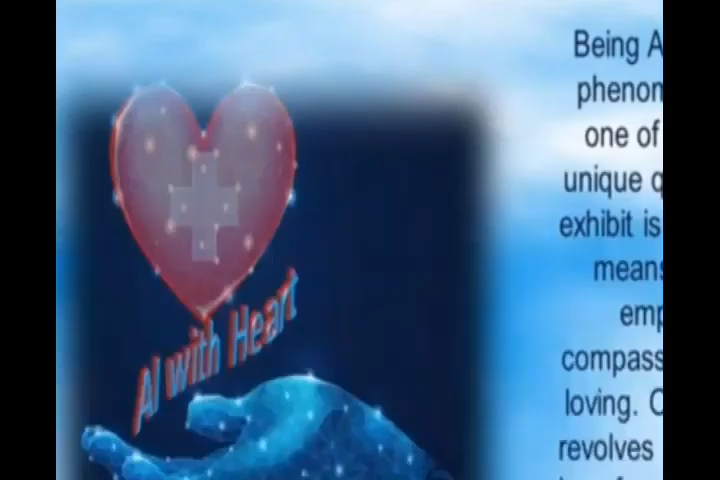 AI with Heart
Being A
phenom
one of
unique q
exhibit is
means
emp
compass
loving. C
revolves